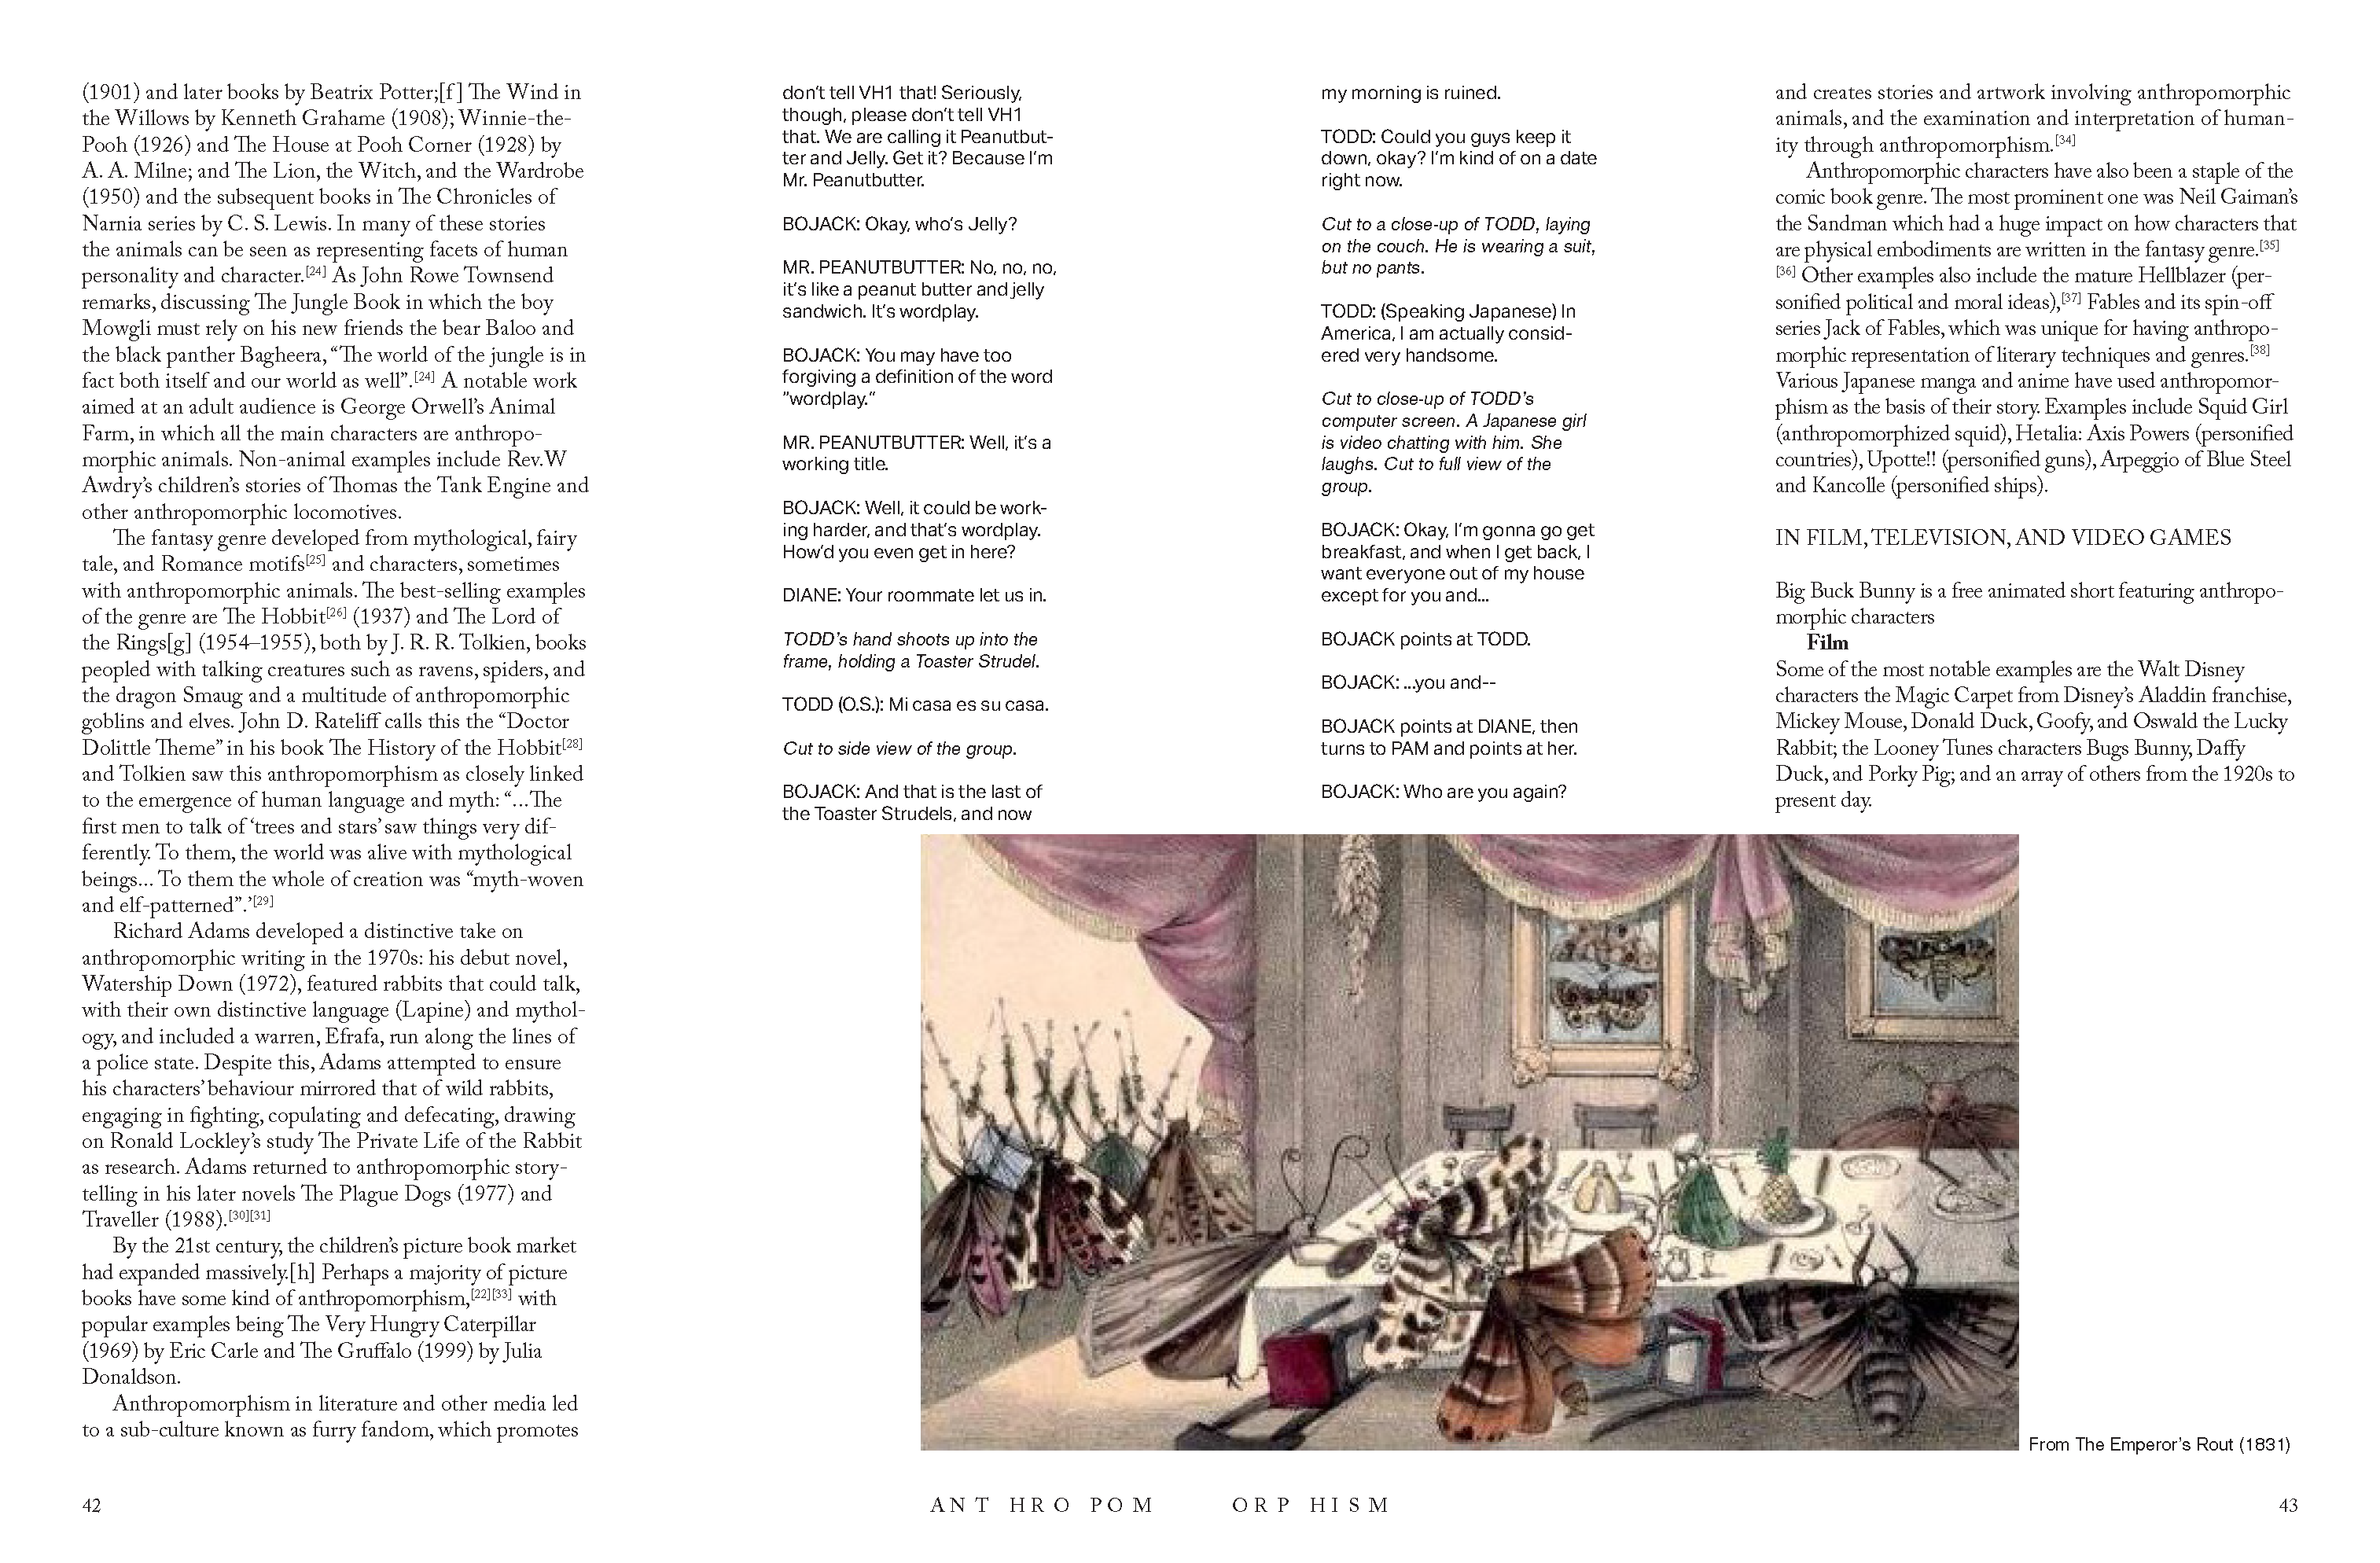 (1901) and later books by Beatrix Potter;[f] The Wind in
the Willows by Kenneth Grahame (1908); Winnie-the-
Pooh (1926) and The House at Pooh Corner (1928) by
A. A. Milne; and The Lion, the Witch, and the Wardrobe
(1950) and the subsequent books in The Chronicles of
Narnia series by C. S. Lewis. In many of these stories
the animals can be seen as representing facets of human
personality and character.[24] As John Rowe Townsend
remarks, discussing The Jungle Book in which the boy
Mowgli must rely on his new friends the bear Baloo and
the black panther Bagheera, “The world of the jungle is in
fact both itself and our world as well”.[24] A notable work
aimed at an adult audience is George Orwell’s Animal
Farm, in which all the main characters are anthropo-
morphic animals. Non-animal examples include Rev.W
Awdry’s children’s stories of Thomas the Tank Engine and
other anthropomorphic locomotives.
The fantasy genre developed from mythological, fairy
tale, and Romance motifs[25] and characters, sometimes
with anthropomorphic animals. The best-selling examples
of the genre are The Hobbit[26] (1937) and The Lord of
the Rings[g] (1954–1955), both by J. R. R. Tolkien, books
peopled with talking creatures such as ravens, spiders, and
the dragon Smaug and a multitude of anthropomorphic
goblins and elves. John D. Rateliff calls this the “Doctor
Dolittle Theme” in his book The History of the Hobbit[28]
and Tolkien saw this anthropomorphism as closely linked
to the emergence of human language and myth: “...The
first men to talk of ‘trees and stars’ saw things very dif-
ferently. To them, the world was alive with mythological
beings... To them the whole of creation was “myth-woven
and elf-patterned”.’[29]
Richard Adams developed a distinctive take on
anthropomorphic writing in the 1970s: his debut novel,
Watership Down (1972), featured rabbits that could talk,
with their own distinctive language (Lapine) and mythol-
ogy, and included a warren, Efrafa, run along the lines of
a police state. Despite this, Adams attempted to ensure
his characters’ behaviour mirrored that of wild rabbits,
engaging in fighting, copulating and defecating, drawing
on Ronald Lockley’s study The Private Life of the Rabbit
as research. Adams returned to anthropomorphic story-
telling in his later novels The Plague Dogs (1977) and
Traveller (1988).[30][31]
By the 21st century, the children’s picture book market
had expanded massively.[h] Perhaps a majority of picture
books have some kind of anthropomorphism,[22][33] with
popular examples being The Very Hungry Caterpillar
(1969) by Eric Carle and The Gruffalo (1999) by Julia
Donaldson.
Anthropomorphism in literature and other media led
to a sub-culture known as furry fandom, which promotes
don’t tell VH1 that! Seriously,
though, please don’t tell VH1
that. We are calling it Peanutbut-
ter and Jelly. Get it? Because I’m
Mr. Peanutbutter.
BOJACK: Okay, who’s Jelly?
MR. PEANUTBUTTER: No, no, no,
it’s like a peanut butter and jelly
sandwich. It’s wordplay.
BOJACK: You may have too
forgiving a definition of the word
"wordplay."
MR. PEANUTBUTTER: Well, it’s a
working title.
BOJACK: Well, it could be work-
ing harder, and that’s wordplay.
How’d you even get in here?
DIANE: Your roommate let us in.
TODD’s hand shoots up into the
frame, holding a Toaster Strudel.
TODD (O.S.): Mi casa es su casa.
Cut to side view of the group.
BOJACK: And that is the last of
the Toaster Strudels, and now
my morning is ruined.
TODD: Could you guys keep it
down, okay? I’m kind of on a date
right now.
Cut to a close-up of TODD, laying
on the couch. He is wearing a suit,
but no pants.
TODD: (Speaking Japanese) In
America, I am actually consid-
ered very handsome.
Cut to close-up of TODD’s
computer screen. A Japanese girl
is video chatting with him. She
laughs. Cut to full view of the
group.
BOJACK: Okay, I’m gonna go get
breakfast, and when I get back, I
want everyone out of my house
except for you and...
BOJACK points at TODD.
BOJACK: ...you and--
BOJACK points at DIANE, then
turns to PAM and points at her.
BOJACK: Who are you again?
and creates stories and artwork involving anthropomorphic
animals, and the examination and interpretation of human-
ity through anthropomorphism.[34]
Anthropomorphic characters have also been a staple of the
comic book genre. The most prominent one was Neil Gaiman’s
the Sandman which had a huge impact on how characters that
are physical embodiments are written in the fantasy genre.[35]
[36] Other examples also include the mature Hellblazer (per-
sonified political and moral ideas),[37] Fables and its spin-off
series Jack of Fables, which was unique for having anthropo-
morphic representation of literary techniques and genres.[38]
Various Japanese manga and anime have used anthropomor-
phism as the basis of their story. Examples include Squid Girl
(anthropomorphized squid), Hetalia: Axis Powers (personified
countries), Upotte!! (personified guns), Arpeggio of Blue Steel
and Kancolle (personified ships).
IN FILM, TELEVISION, AND VIDEO GAMES
Big Buck Bunny is a free animated short featuring anthropo-
morphic characters
Film
Some of the most notable examples are the Walt Disney
characters the Magic Carpet from Disney’s Aladdin franchise,
Mickey Mouse, Donald Duck, Goofy, and Oswald the Lucky
Rabbit; the Looney Tunes characters Bugs Bunny, Daffy
Duck, and Porky Pig; and an array of others from the 1920s to
present day.
From The Emperor’s Rout (1831)
42
ANT HRO POM ORP HISM
43